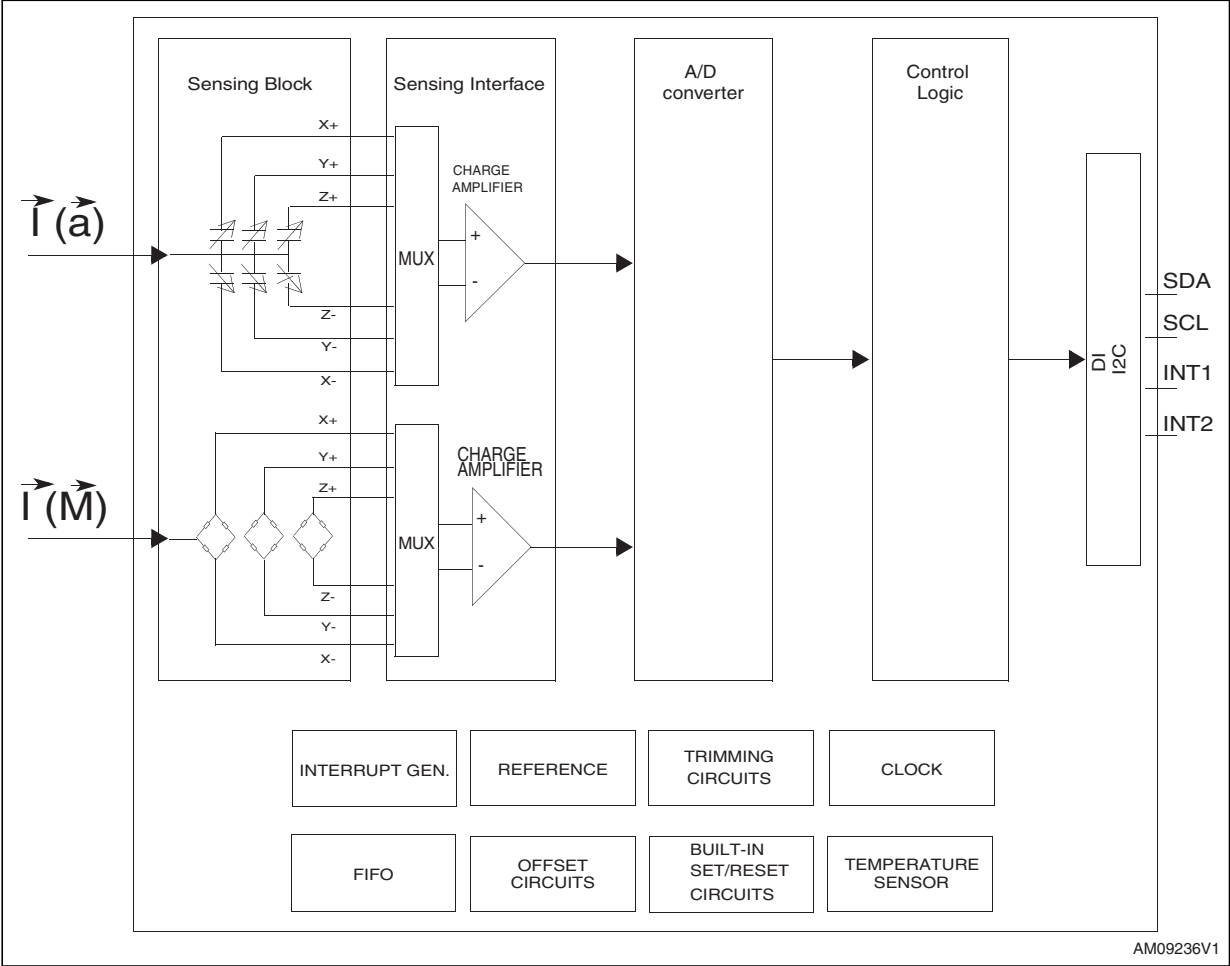 Sensing Block
Sensing Interface
A/D
converter
Control
Logic
X+
Y+
Z+
CHARGE
AMPLIFIER
I (a)
+
MUX
-
Z-
Y-
X-
SDA
SCL
DI
I2C
INT1
INT2
X+
Y+
Z+
CHARGE
AMPLIFIER
I (M)
+
MUX
-
Z-
Y-
X-
INTERRUPT GEN.
REFERENCE
TRIMMING
CIRCUITS
CLOCK
FIFO
OFFSET
CIRCUITS
BUILT-IN
SET/RESET
CIRCUITS
TEMPERATURE
SENSOR
AM09236V1